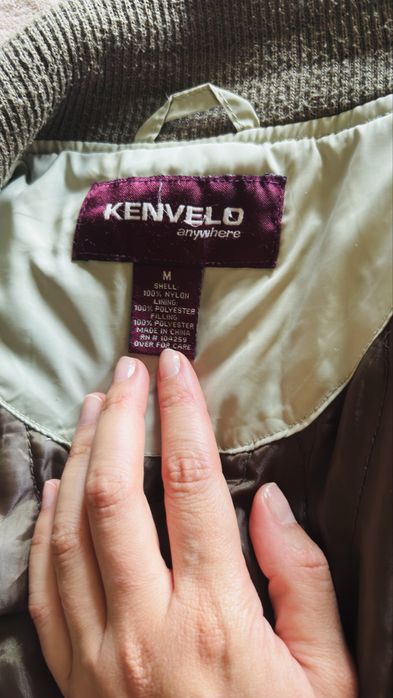 KENVELO
anywhere
M
SHELL:
100% NYLON
LINING:
100% POLYESTER
FILLING:
100% POLYESTER
MADE IN CHINA
RN # 104259
OVER FOR CARE